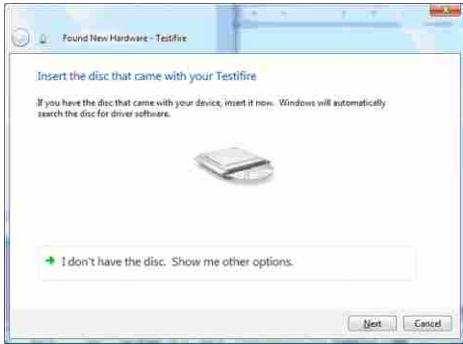 Found New Hardware - Testifire
Insert the disc that came with your Testifire
If you have the disc that came with your device, insert it now. Windows will automatically
search the disc for driver software.
I don't have the disc. Show me other options.
Next Cancel